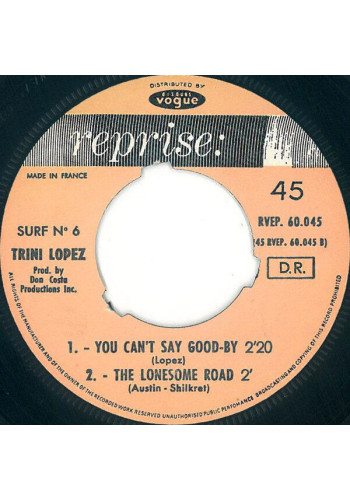 DISTRIBUTED BY
DISQUES
vogue
reprise:
MADE IN FRANCE
45
SURF Nº 6
RVEP. 60.045
TRINI LOPEZ
(45 RVEP. 60.045 B)
Prod. by
Don Costa
Productions Inc.
D.R.
1. - YOU CAN'T SAY GOOD-BY 2'20
(Lopez)
2. - THE LONESOME ROAD 2'
(Austin - Shilkret)
ALL RIGHTS OF THE MANUFACTURER AND OF THE OWNER OF THE RECORDED WORK RESERVED UNAUTHORISED PUBLIC PERFOMANCE BROADCASTING AND COPYING OF THIS RECORD PROHIBITED